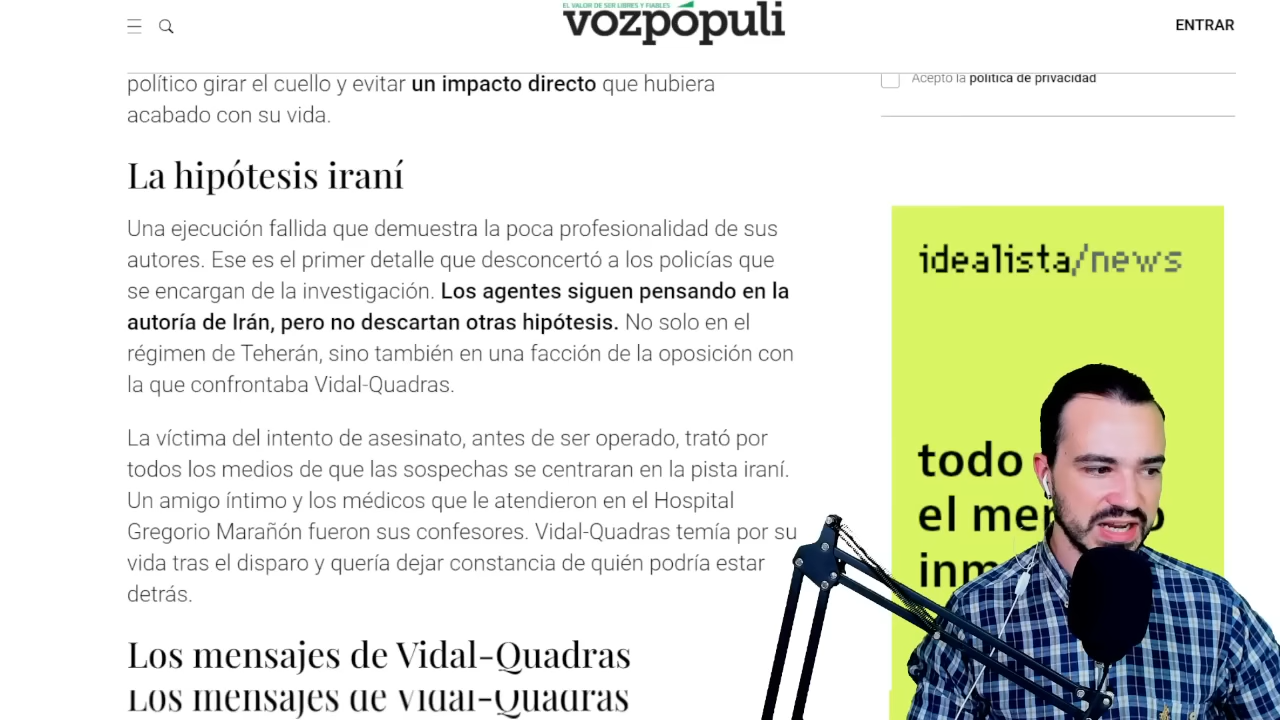 EL VALOR DE SER LIBRES Y FIABLES
vozpópuli
ENTRAR
político girar el cuello y evitar un impacto directo que hubiera
acabado con su vida.
Acepto la política de privacidad
La hipótesis iraní
Una ejecución fallida que demuestra la poca profesionalidad de sus
autores. Ese es el primer detalle que desconcertó a los policías que
se encargan de la investigación. Los agentes siguen pensando en la
autoría de Irán, pero no descartan otras hipótesis. No solo en el
régimen de Teherán, sino también en una facción de la oposición con
la que confrontaba Vidal-Quadras.
La víctima del intento de asesinato, antes de ser operado, trató por
todos los medios de que las sospechas se centraran en la pista iraní.
Un amigo íntimo y los médicos que le atendieron en el Hospital
Gregorio Marañón fueron sus confesores. Vidal-Quadras temía por su
vida tras el disparo y quería dejar constancia de quién podría estar
detrás.
Los mensajes de Vidal-Quadras
Los mensajes de Vidal-Quadras
idealista/news
todo
el